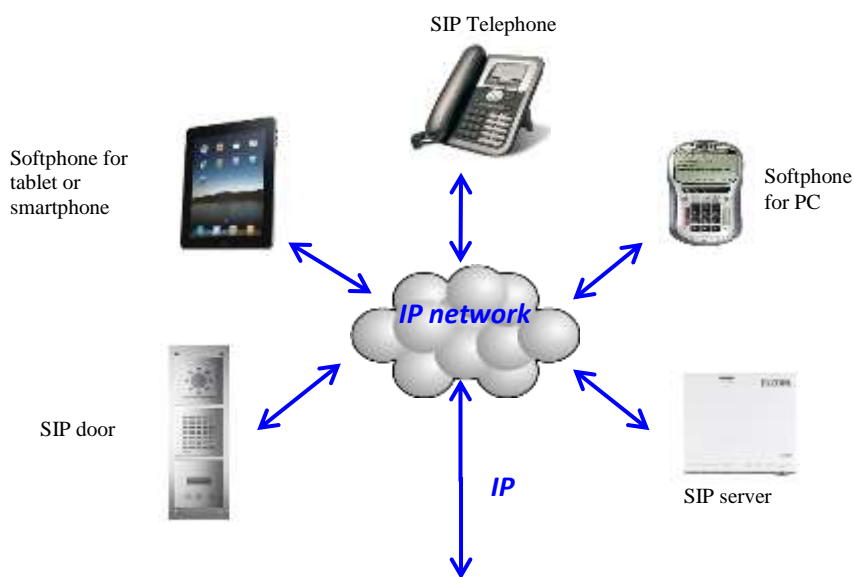 SIP Telephone
Softphone for
tablet or
smartphone
Softphone
for PC
IP network
SIP door
IP
SIP server